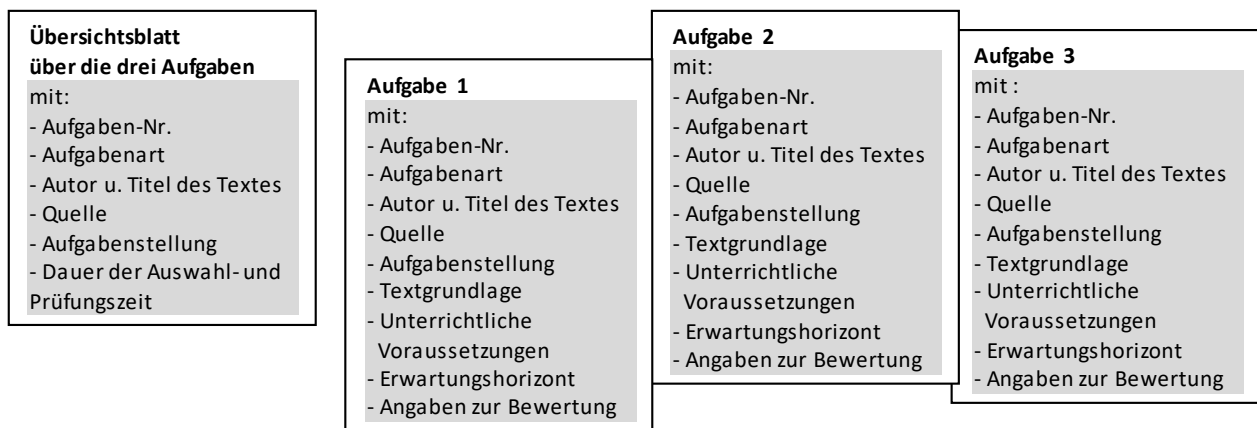 Übersichtsblatt
über die drei Aufgaben
mit:
- Aufgaben-Nr.
- Aufgabenart
- Autor u. Titel des Textes
- Quelle
- Aufgabenstellung
- Dauer der Auswahl- und
Prüfungszeit
Aufgabe 1
mit:
- Aufgaben-Nr.
- Aufgabenart
- Autor u. Titel des Textes
- Quelle
- Aufgabenstellung
- Textgrundlage
- Unterrichtliche
Voraussetzungen
- Erwartungshorizont
- Angaben zur Bewertung
Aufgabe 2
mit:
- Aufgaben-Nr.
- Aufgabenart
- Autor u. Titel des Textes
- Quelle
- Aufgabenstellung
- Textgrundlage
- Unterrichtliche
Voraussetzungen
- Erwartungshorizont
- Angaben zur Bewertung
Aufgabe 3
mit :
- Aufgaben-Nr.
- Aufgabenart
- Autor u. Titel des Textes
- Quelle
- Aufgabenstellung
- Textgrundlage
- Unterrichtliche
Voraussetzungen
- Erwartungshorizont
- Angaben zur Bewertung